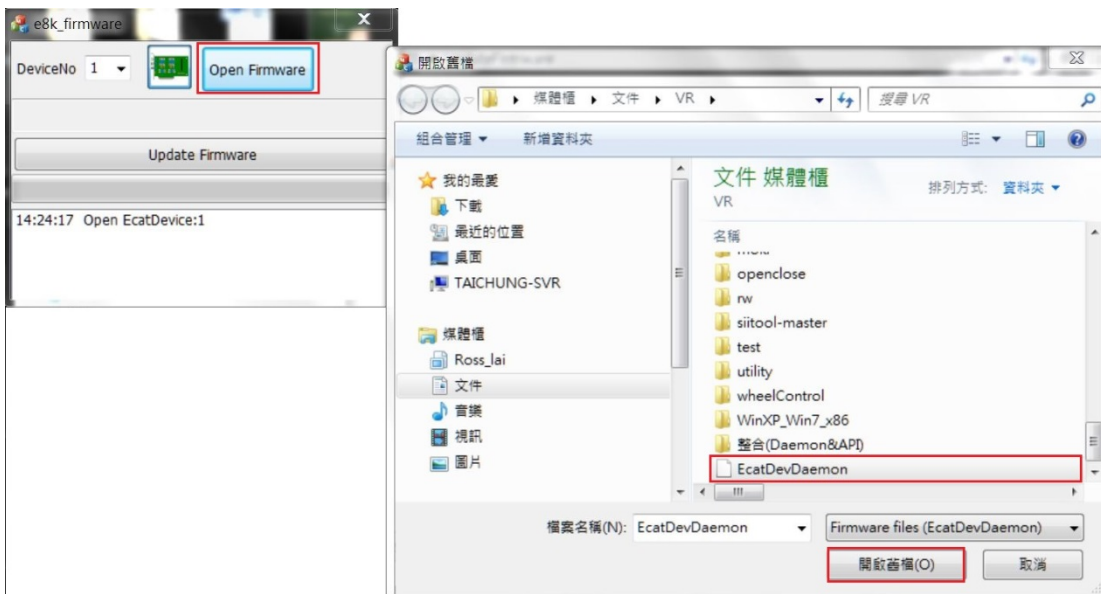 e8k_firmware
DeviceNo 1
Open Firmware
Update Firmware
14:24:17 Open EcatDevice:1
開啟舊檔
媒體櫃 文件 VR
搜尋 VR
組合管理 新增資料夾
我的最愛
下載
最近的位置
桌面
TAICHUNG-SVR
媒體櫃
Ross_lai
文件
音樂
視訊
圖片
文件 媒體櫃
VR
排列方式: 資料夾
名稱
openclose
rw
siitool-master
test
utility
wheelControl
WinXP_Win7_x86
整合(Daemon&API)
EcatDevDaemon
檔案名稱(N): EcatDevDaemon
Firmware files (EcatDevDaemon)
開啟舊檔(O)
取消